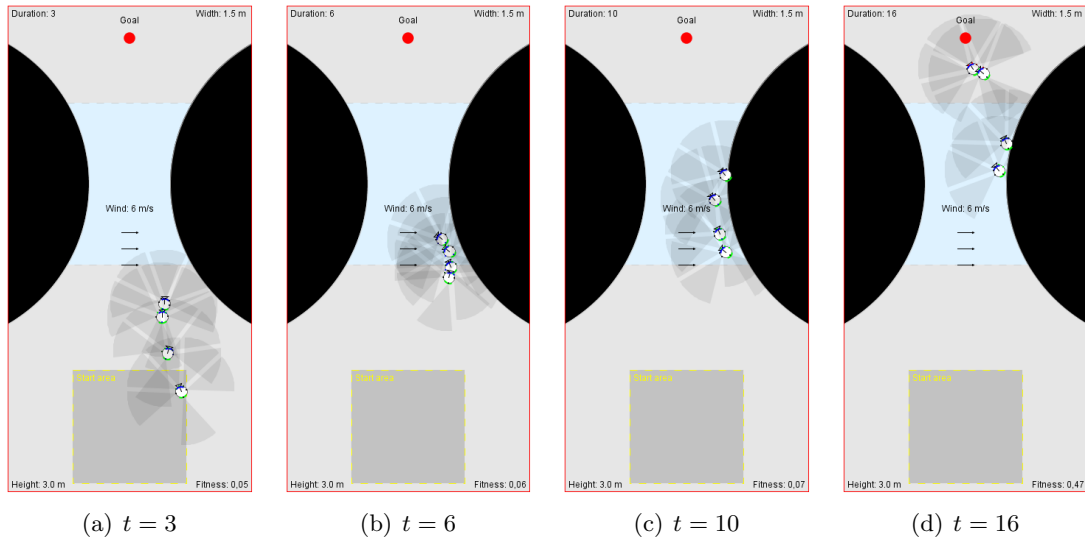 Duration: 3 Width: 1.5 m
Goal
Wind: 6 m/s
Start area
Height: 3.0 m Fitness: 0,05
(a) t = 3
Duration: 6 Width: 1.5 m
Goal
Wind: 6 m/s
Start area
Height: 3.0 m Fitness: 0,06
(b) t = 6
Duration: 10 Width: 1.5 m
Goal
Wind: 6 m/s
Start area
Height: 3.0 m Fitness: 0,07
(c) t = 10
Duration: 16 Width: 1.5 m
Goal
Wind: 6 m/s
Start area
Height: 3.0 m Fitness: 0,47
(d) t = 16